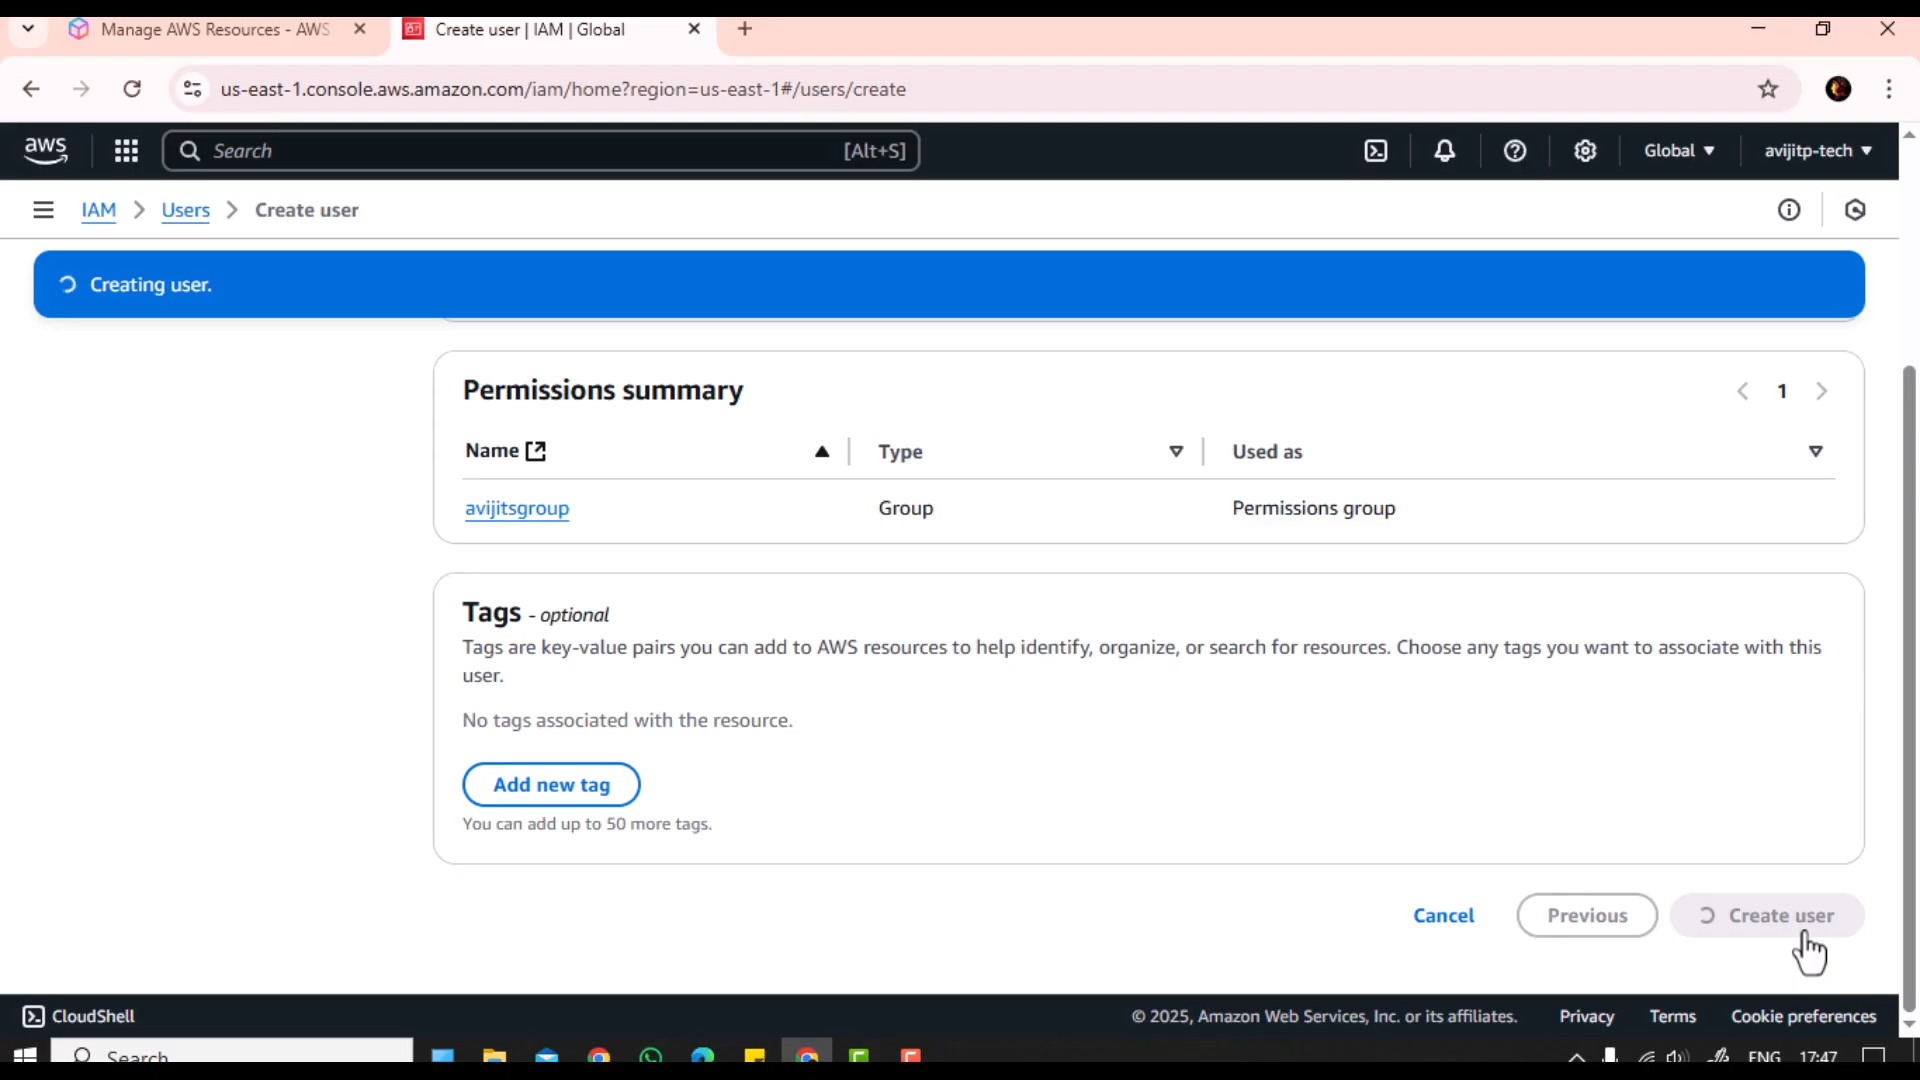 Manage AWS Resources - AWS
Create user | IAM | Global
us-east-1.console.aws.amazon.com/iam/home?region=us-east-1#/users/create
aws
Search
[Alt+S]
Global
avijitp-tech
IAM
Users
Create user
Creating user.
Permissions summary
1
Name
Type
Used as
avijitsgroup
Group
Permissions group
Tags - optional
Tags are key-value pairs you can add to AWS resources to help identify, organize, or search for resources. Choose any tags you want to associate with this
user.
No tags associated with the resource.
Add new tag
You can add up to 50 more tags.
Cancel
Previous
Create user
CloudShell
© 2025, Amazon Web Services, Inc. or its affiliates.
Privacy
Terms
Cookie preferences
Search
ENG
17:47